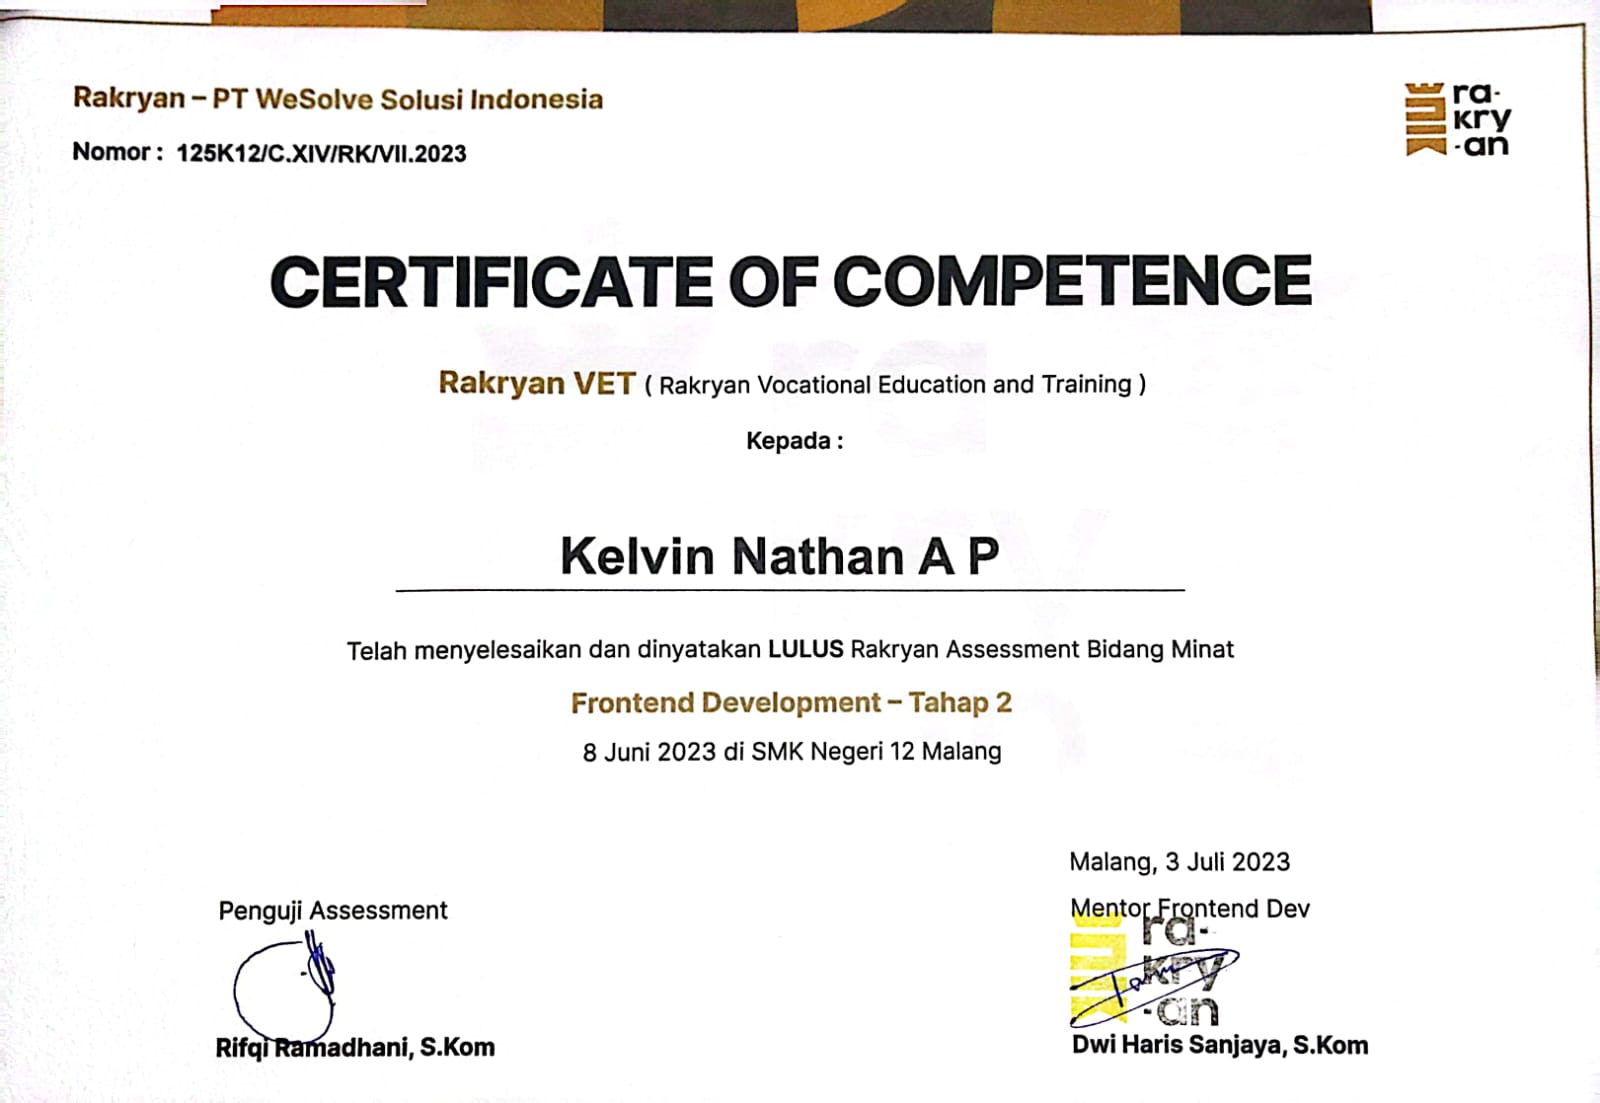 Rakryan – PT WeSolve Solusi Indonesia
Nomor : 125K12/C.XIV/RK/VII.2023
ra-
kry
-an
CERTIFICATE OF COMPETENCE
Rakryan VET ( Rakryan Vocational Education and Training )
Kepada :
Kelvin Nathan A P
Telah menyelesaikan dan dinyatakan LULUS Rakryan Assessment Bidang Minat
Frontend Development – Tahap 2
8 Juni 2023 di SMK Negeri 12 Malang
Malang, 3 Juli 2023
Penguji Assessment
Rifqi Ramadhani, S.Kom
Mentor Frontend Dev
ra-
kry
-an
Dwi Haris Sanjaya, S.Kom